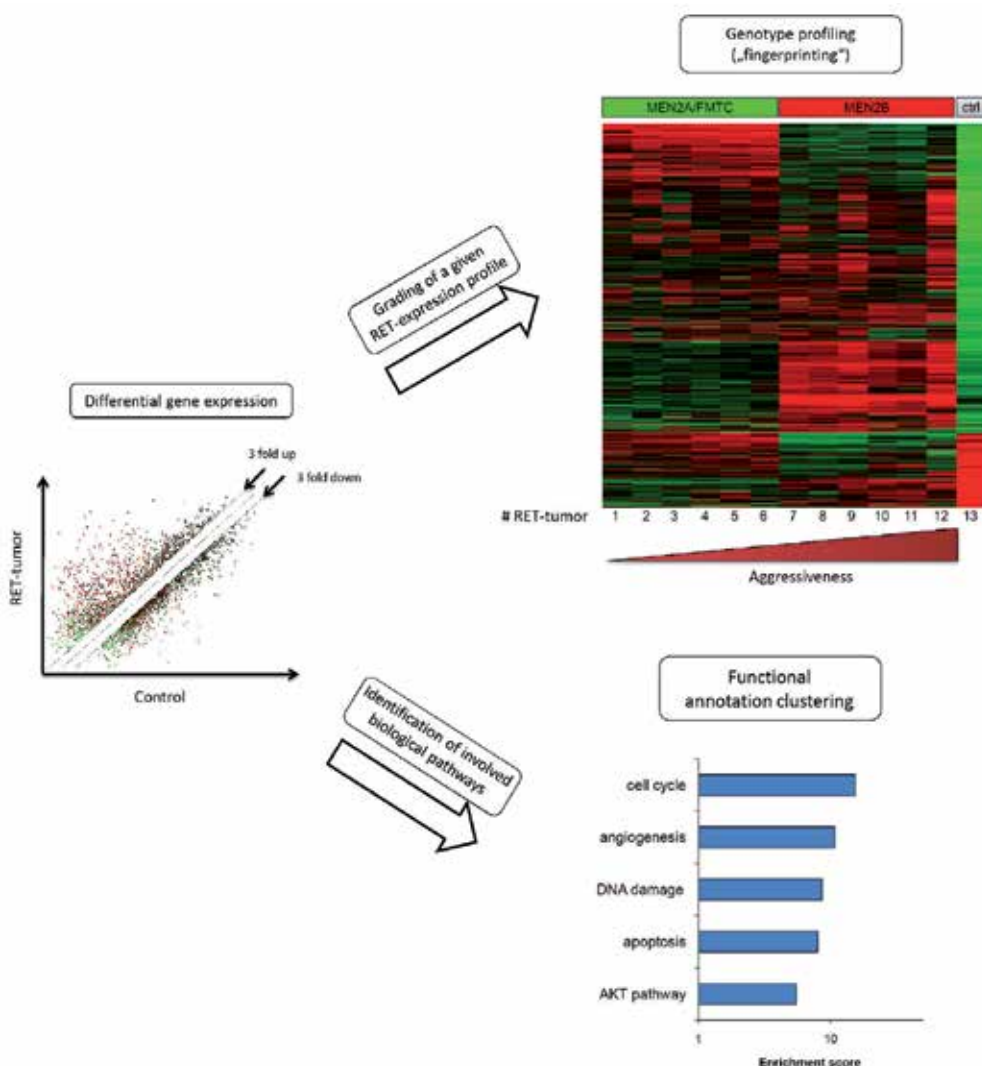 Genotype profiling
(„fingerprinting“)
MEN2A/FMTC
MEN2B
ctrl
Grading of a given
RET-expression profile
Differential gene expression
3 fold up
3 fold down
RET-tumor
Control
# RET-tumor
1 2 3 4 5 6 7 8 9 10 11 12 13
Aggressiveness
Identification of involved
biological pathways
Functional
annotation clustering
cell cycle
angiogenesis
DNA damage
apoptosis
AKT pathway
1
10
Enrichment score